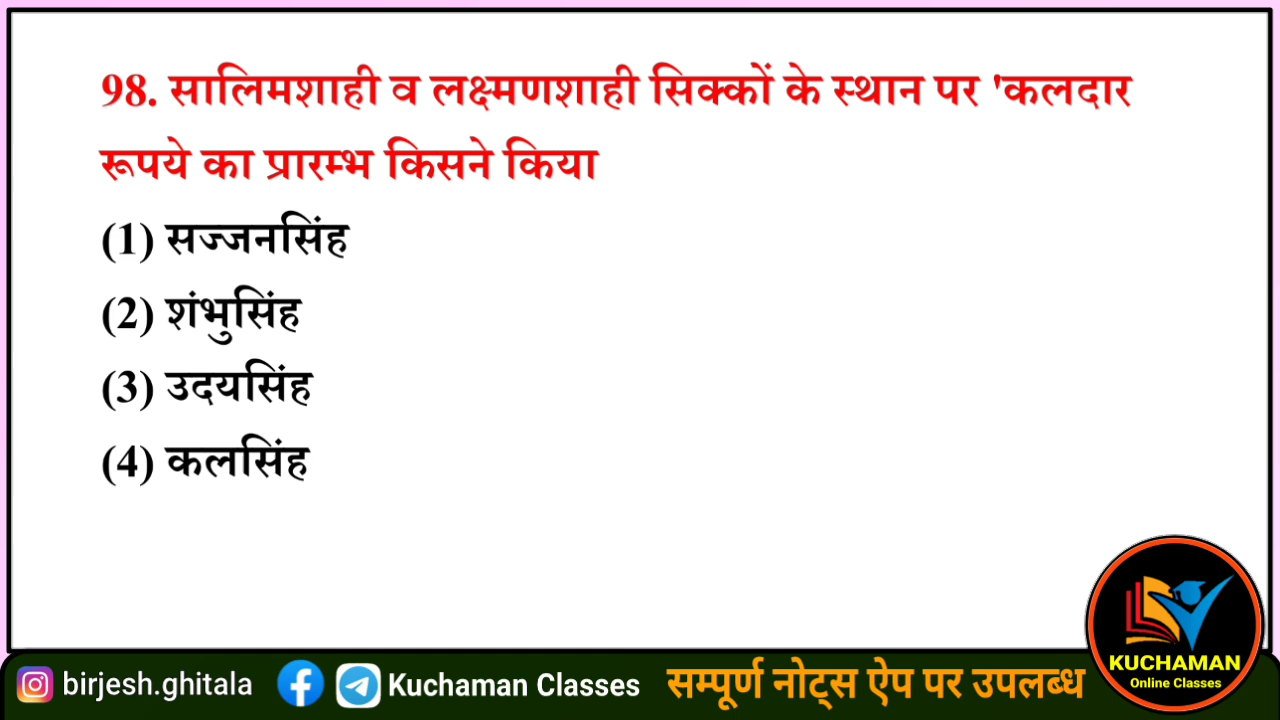 98. सालिमशाही व लक्ष्मणशाही सिक्कों के स्थान पर 'कलदार
रूपये का प्रारम्भ किसने किया
(1) सज्जनसिंह
(2) शंभुसिंह
(3) उदयसिंह
(4) कलसिंह
KUCHAMAN
Online Classes
birjesh.ghitala Kuchaman Classes सम्पूर्ण नोट्स ऐप पर उपलब्ध